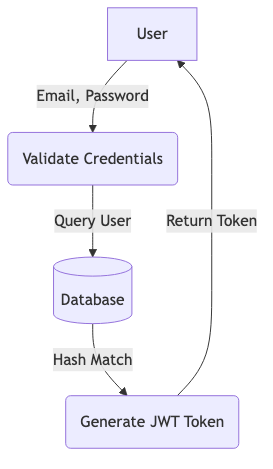 User
Email, Password
Validate Credentials
Query User
Return Token
Database
Hash Match
Generate JWT Token